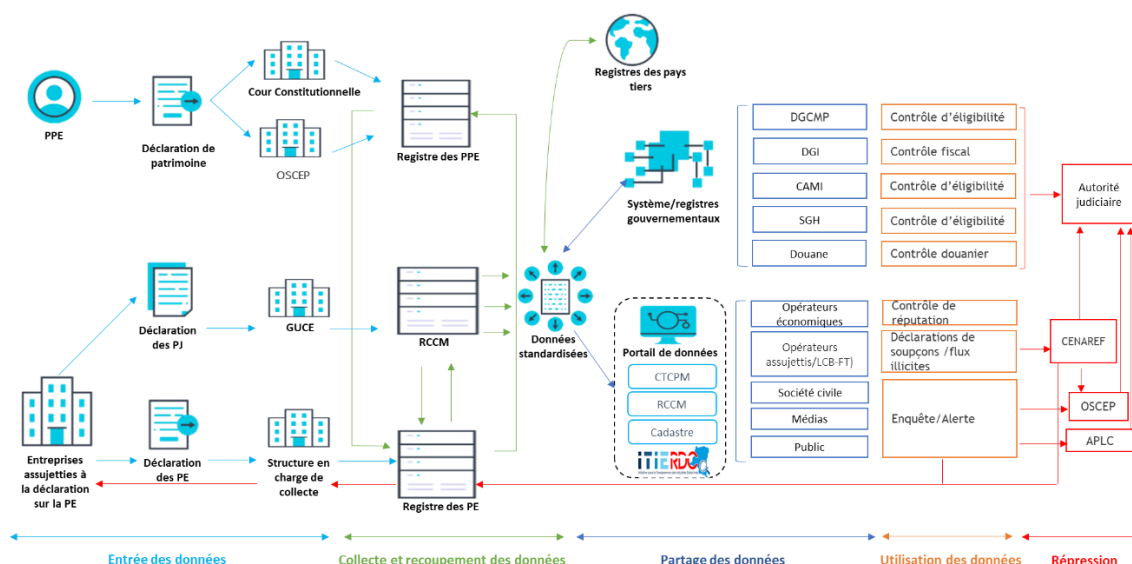 PPE
Déclaration de
patrimoine
Cour Constitutionnelle
OSCEP
Registre des PPE
Registres des pays
tiers
Système/registres
gouvernementaux
DGCMP
Contrôle d'éligibilité
DGI
Contrôle fiscal
CAMI
Contrôle d'éligibilité
SGH
Contrôle d'éligibilité
Douane
Contrôle douanier
Autorité
judiciaire
Déclaration
des PJ
GUCE
RCCM
Données
standardisées
Portail de données
CTCPM
RCCM
Cadastre
ITIERDC
Opérateurs
économiques
Contrôle de
réputation
Opérateurs
assujettis/LCB-FT)
Déclarations de
soupçons /flux
illicites
Société civile
Médias
Public
Enquête/Alerte
CENAREF
OSCEP
APLC
Entreprises
assujetties à
la déclaration
sur la PE
Déclaration
des PE
Structure en
charge de
collecte
Registre des PE
Entrée des données
Collecte et recoupement des données
Partage des données
Utilisation des données
Répression